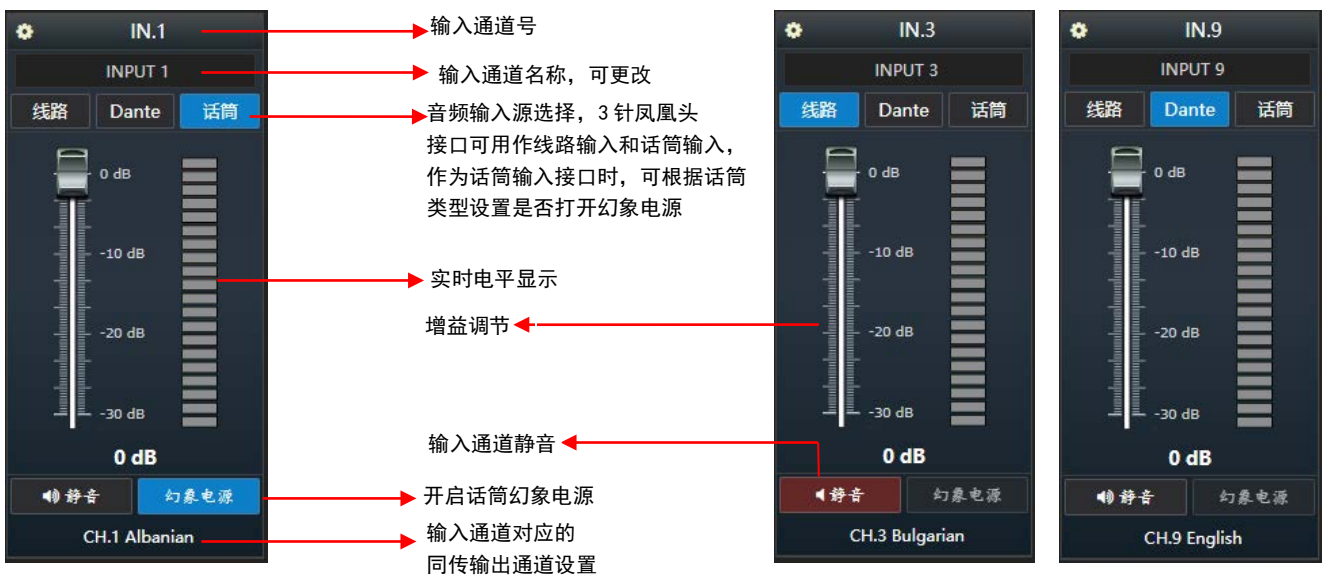 IN.1
INPUT 1
线路 Dante 话筒
0 dB
-10 dB
-20 dB
-30 dB
0 dB
静音 幻象电源
CH.1 Albanian
输入通道号
输入通道名称，可更改
音频输入源选择，3针凤凰头
接口可用作线路输入和话筒输入，
作为话筒输入接口时，可根据话筒
类型设置是否打开幻象电源
实时电平显示
增益调节
输入通道静音
开启话筒幻象电源
输入通道对应的
同传输出通道设置
IN.3
INPUT 3
线路 Dante 话筒
0 dB
-10 dB
-20 dB
-30 dB
0 dB
静音 幻象电源
CH.3 Bulgarian
IN.9
INPUT 9
线路 Dante 话筒
0 dB
-10 dB
-20 dB
-30 dB
0 dB
静音 幻象电源
CH.9 English